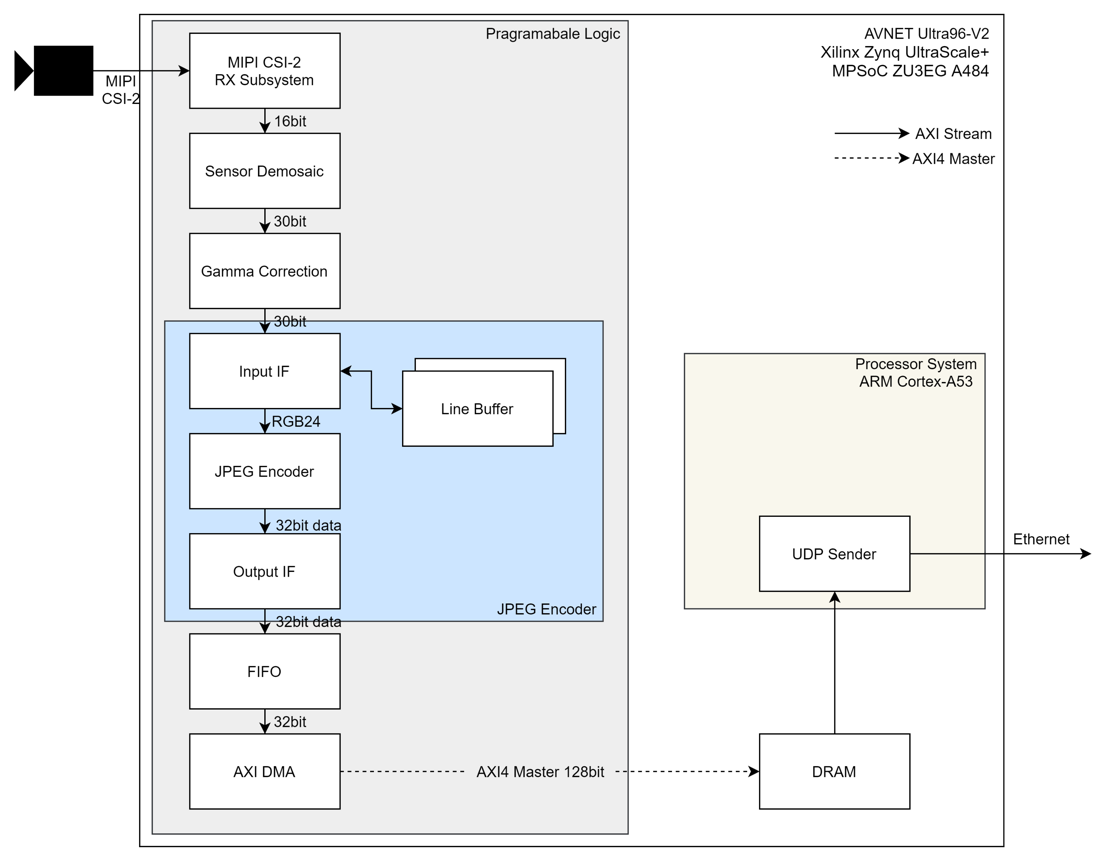 Pragramabale Logic
AVNET Ultra96-V2
Xilinx Zynq UltraScale+
MPSoC ZU3EG A484
MIPI
CSI-2
MIPI CSI-2
RX Subsystem
16bit
AXI Stream
AXI4 Master
Sensor Demosaic
30bit
Gamma Correction
30bit
Input IF
Line Buffer
RGB24
JPEG Encoder
32bit data
Output IF
JPEG Encoder
32bit data
FIFO
32bit
AXI DMA
AXI4 Master 128bit
DRAM
Processor System
ARM Cortex-A53
UDP Sender
Ethernet